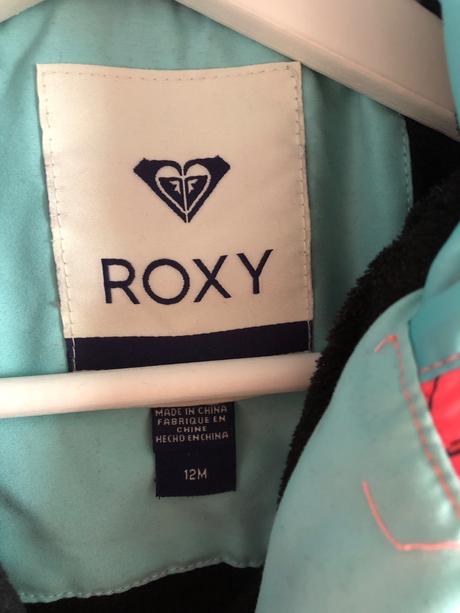 ROXY
MADE IN CHINA
FABRIQUE EN
CHINE
HECHO EN CHINA
12M